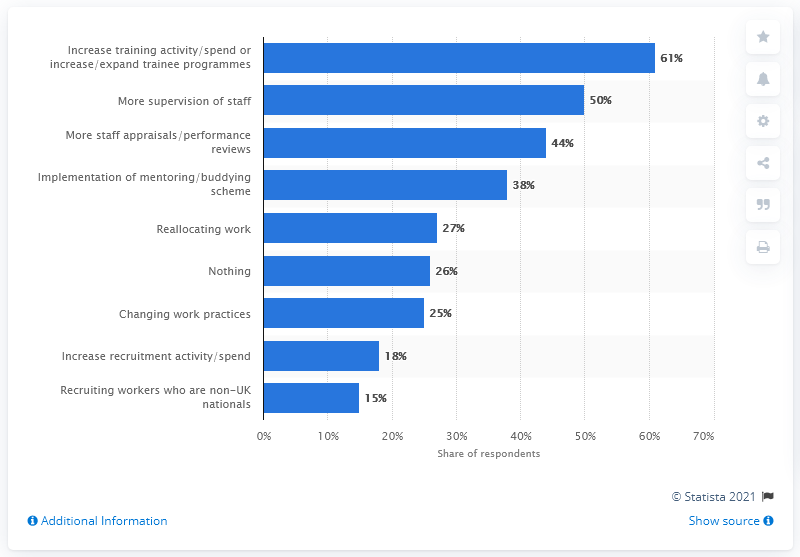 Increase training activity/spend or
increase/expand trainee programmes
61%
More supervision of staff
50%
More staff appraisals/performance
reviews
44%
Implementation of mentoring/buddying
scheme
38%
Reallocating work
27%
Nothing
26%
Changing work practices
25%
Increase recruitment activity/spend
18%
Recruiting workers who are non-UK
nationals
15%
0% 10% 20% 30% 40% 50% 60% 70%
Share of respondents
© Statista 2021
Additional Information
Show source